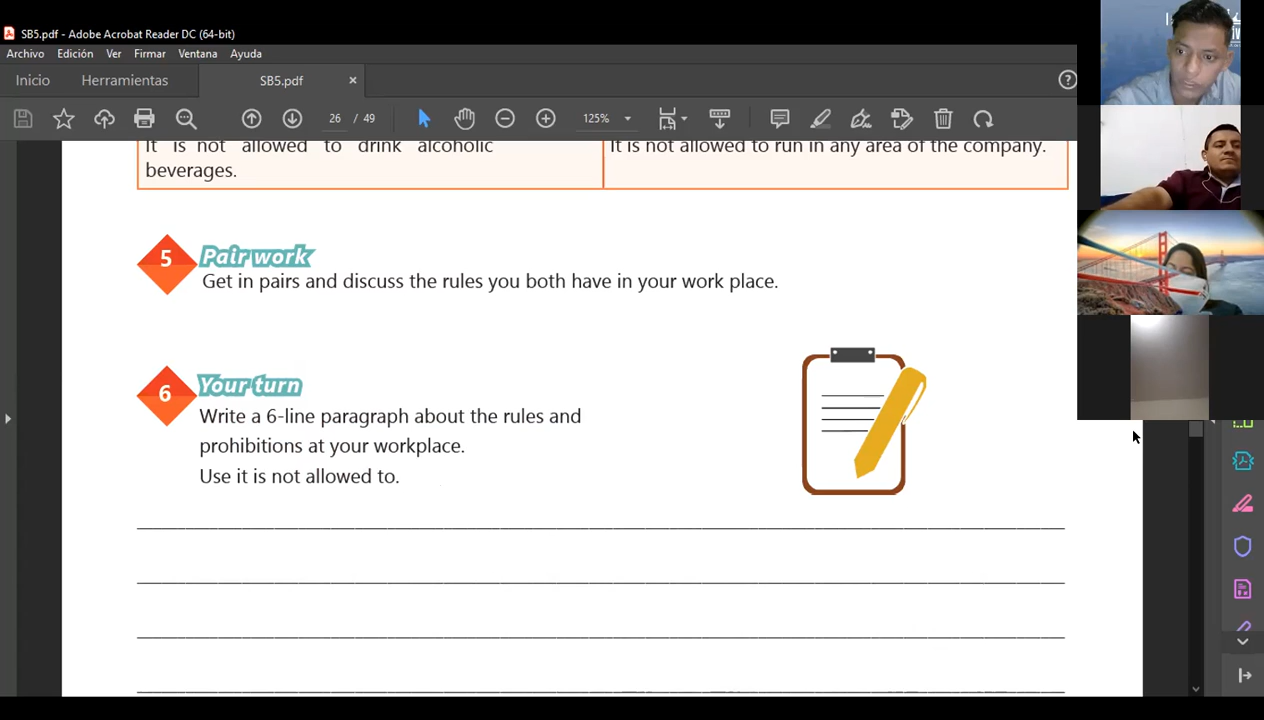 SB5.pdf - Adobe Acrobat Reader DC (64-bit)
Archivo Edición Ver Firmar Ventana Ayuda
Inicio Herramientas SB5.pdf ×
26 / 49 125%
It is not allowed to drink alcoholic
beverages.
It is not allowed to run in any area of the company.
5 Pair work
Get in pairs and discuss the rules you both have in your work place.
6 Your turn
Write a 6-line paragraph about the rules and
prohibitions at your workplace.
Use it is not allowed to.